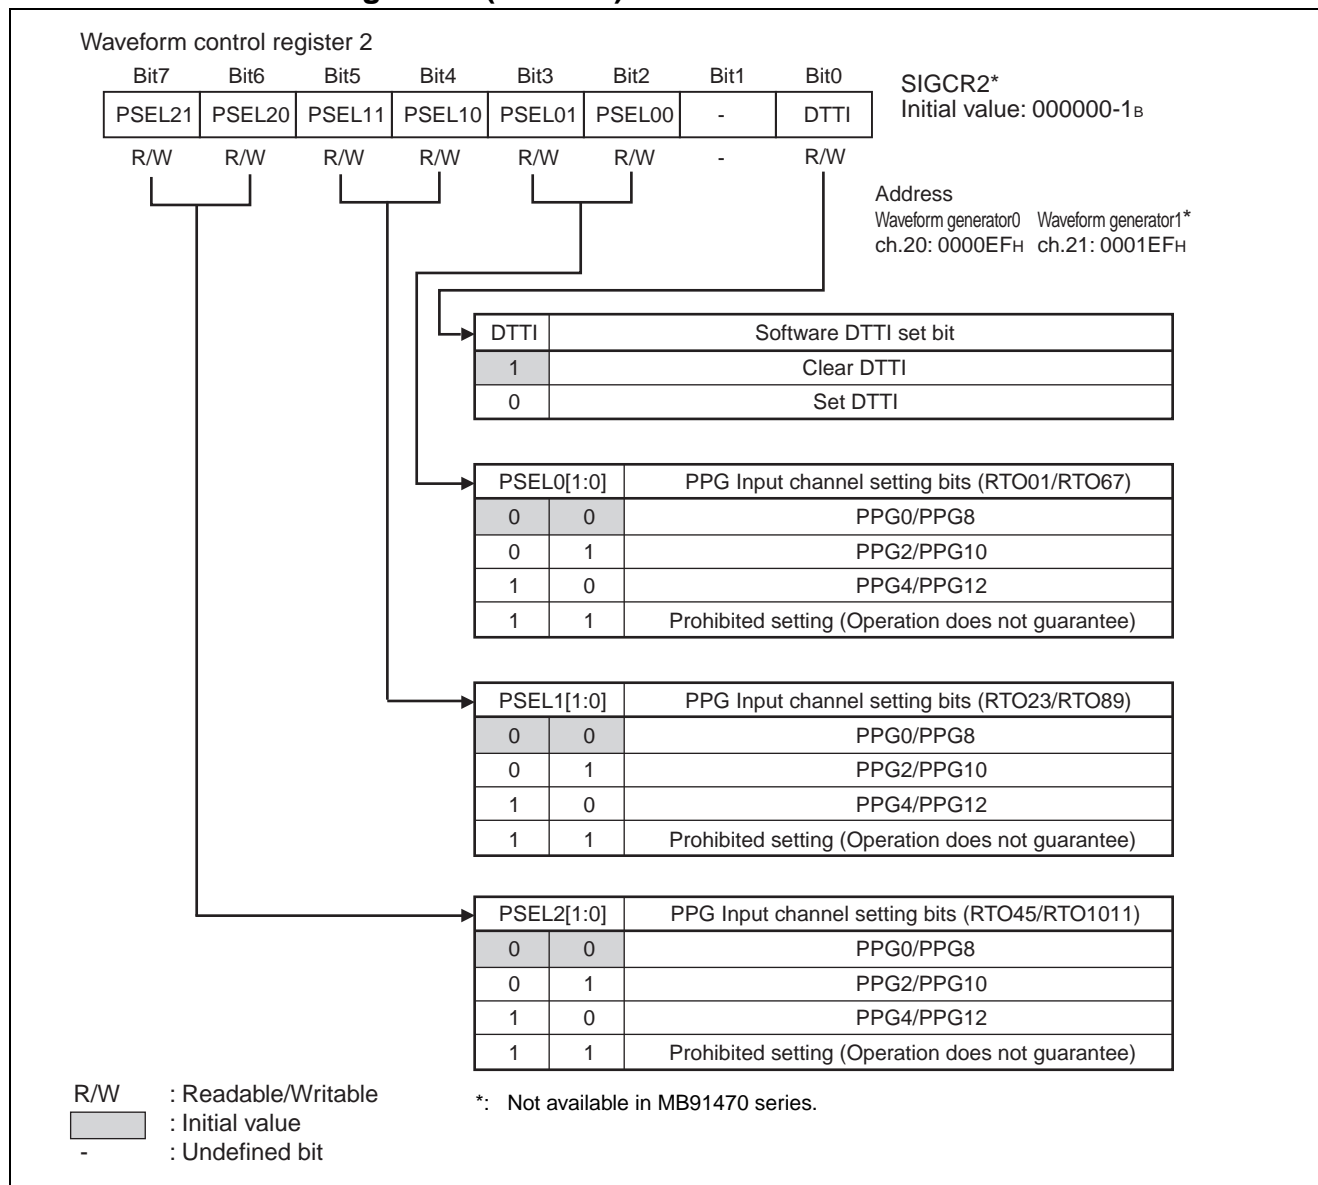 Waveform control register 2
Bit7 Bit6 Bit5 Bit4 Bit3 Bit2 Bit1 Bit0
SIGCR2*
PSEL21 PSEL20 PSEL11 PSEL10 PSEL01 PSEL00 - DTTI
Initial value: 000000-1B
R/W R/W R/W R/W R/W R/W - R/W
Address
Waveform generator0 Waveform generator1*
ch.20: 0000EFH ch.21: 0001EFH
DTTI Software DTTI set bit
1 Clear DTTI
0 Set DTTI
PSEL0[1:0] PPG Input channel setting bits (RTO01/RTO67)
0 0 PPG0/PPG8
0 1 PPG2/PPG10
1 0 PPG4/PPG12
1 1 Prohibited setting (Operation does not guarantee)
PSEL1[1:0] PPG Input channel setting bits (RTO23/RTO89)
0 0 PPG0/PPG8
0 1 PPG2/PPG10
1 0 PPG4/PPG12
1 1 Prohibited setting (Operation does not guarantee)
PSEL2[1:0] PPG Input channel setting bits (RTO45/RTO1011)
0 0 PPG0/PPG8
0 1 PPG2/PPG10
1 0 PPG4/PPG12
1 1 Prohibited setting (Operation does not guarantee)
R/W : Readable/Writable
: Initial value
- : Undefined bit
*: Not available in MB91470 series.